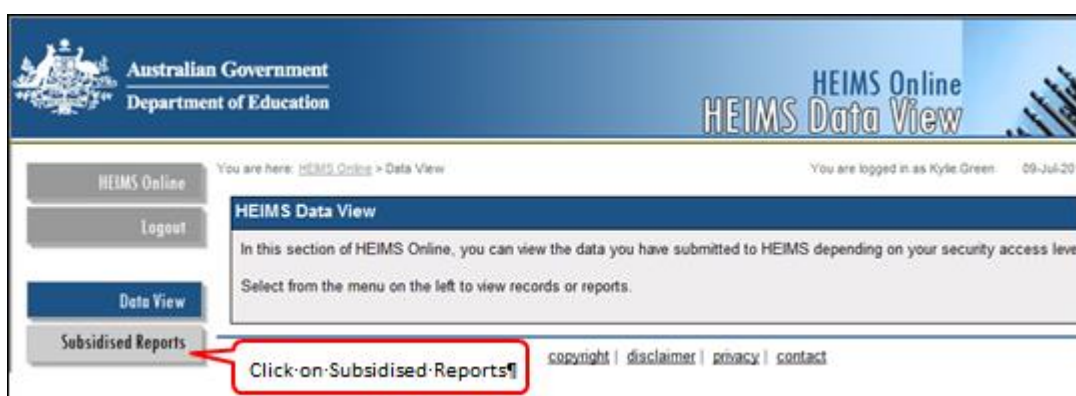 Australian Government
Department of Education
HEIMS Online
HEIMS Data View
HEIMS Online
Logout
Data View
Subsidised Reports
You are here: HEIMS Online > Data View
You are logged in as Kylie.Green 09-Jul-20
HEIMS Data View
In this section of HEIMS Online, you can view the data you have submitted to HEIMS depending on your security access leve
Select from the menu on the left to view records or reports.
Click·on·Subsidised·Reports¶
copyright | disclaimer | privacy | contact